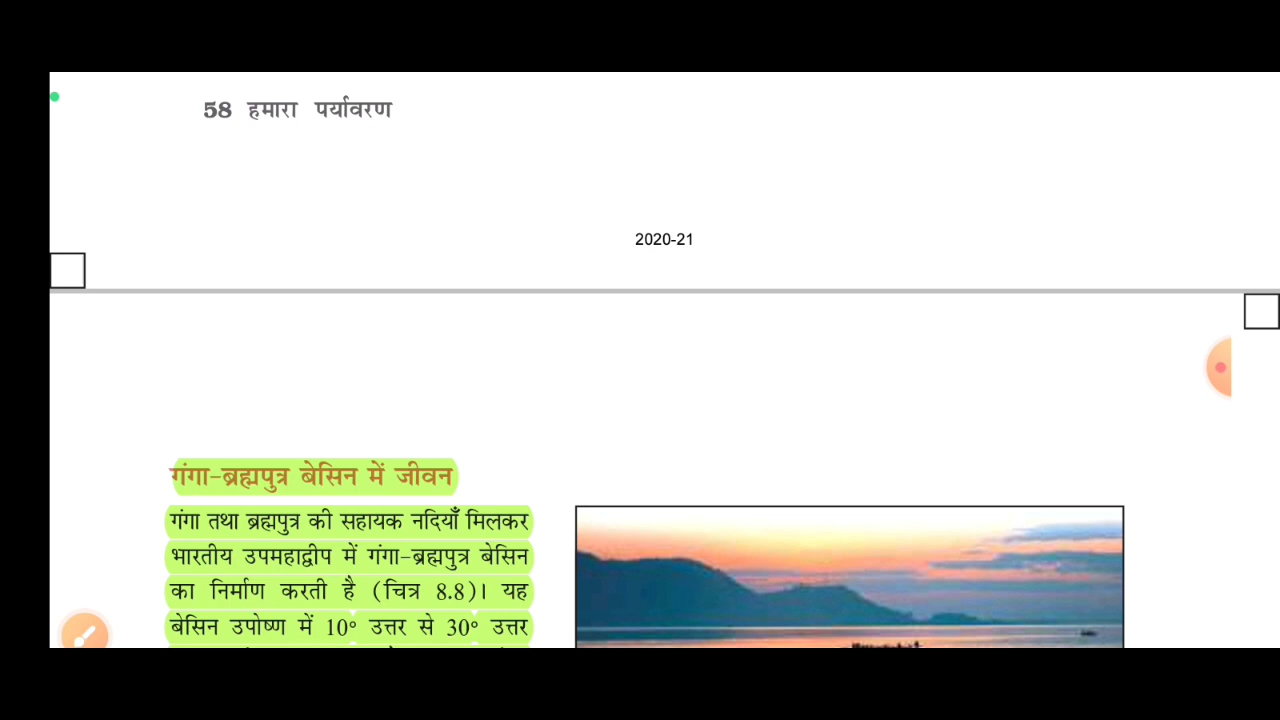 58 हमारा पर्यावरण
2020-21
गंगा-ब्रह्मपुत्र बेसिन में जीवन
गंगा तथा ब्रह्मपुत्र की सहायक नदियाँ मिलकर
भारतीय उपमहाद्वीप में गंगा-ब्रह्मपुत्र बेसिन
का निर्माण करती है (चित्र 8.8)। यह
बेसिन उपोष्ण में 10° उत्तर से 30° उत्तर